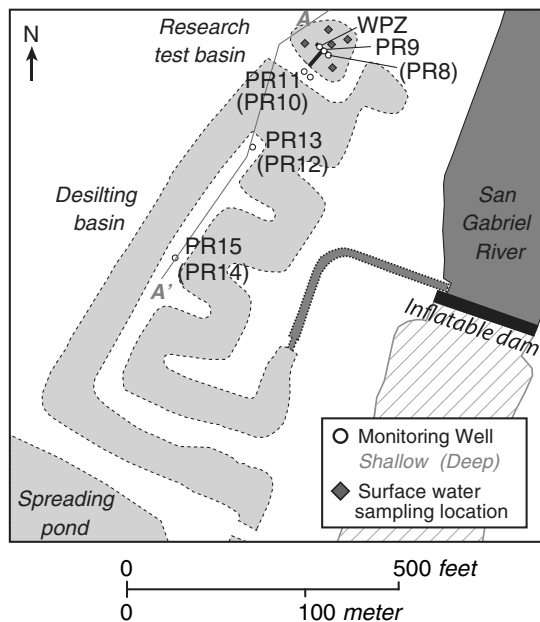 N
Research
test basin
A
WPZ
PR9
(PR8)
PR11
(PR10)
PR13
(PR12)
Desilting
basin
PR15
(PR14)
A'
San
Gabriel
River
Inflatable dam
Monitoring Well
Shallow (Deep)
Surface water
sampling location
Spreading
pond
0 500 feet
0 100 meter